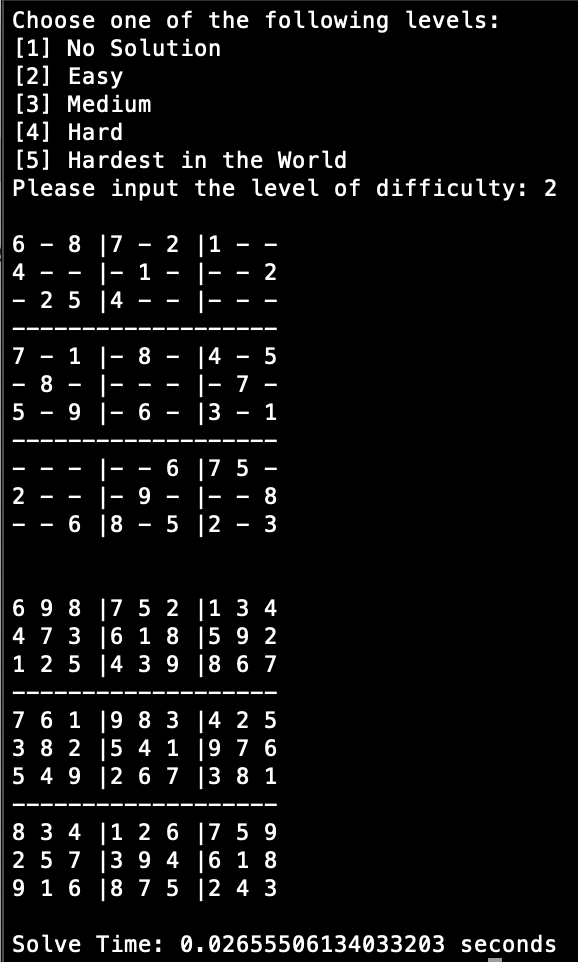 Choose one of the following levels:
[1] No Solution
[2] Easy
[3] Medium
[4] Hard
[5] Hardest in the World
Please input the level of difficulty: 2
6 - 8 |7 - 2 |1 - -
4 - - |- 1 - |- - 2
- 2 5 |4 - - |- - -
-------------------
7 - 1 |- 8 - |4 - 5
- 8 - |- - - |- 7 -
5 - 9 |- 6 - |3 - 1
-------------------
- - - |- - 6 |7 5 -
2 - - |- 9 - |- - 8
- - 6 |8 - 5 |2 - 3
6 9 8 |7 5 2 |1 3 4
4 7 3 |6 1 8 |5 9 2
1 2 5 |4 3 9 |8 6 7
-------------------
7 6 1 |9 8 3 |4 2 5
3 8 2 |5 4 1 |9 7 6
5 4 9 |2 6 7 |3 8 1
-------------------
8 3 4 |1 2 6 |7 5 9
2 5 7 |3 9 4 |6 1 8
9 1 6 |8 7 5 |2 4 3
Solve Time: 0.02655506134033203 seconds